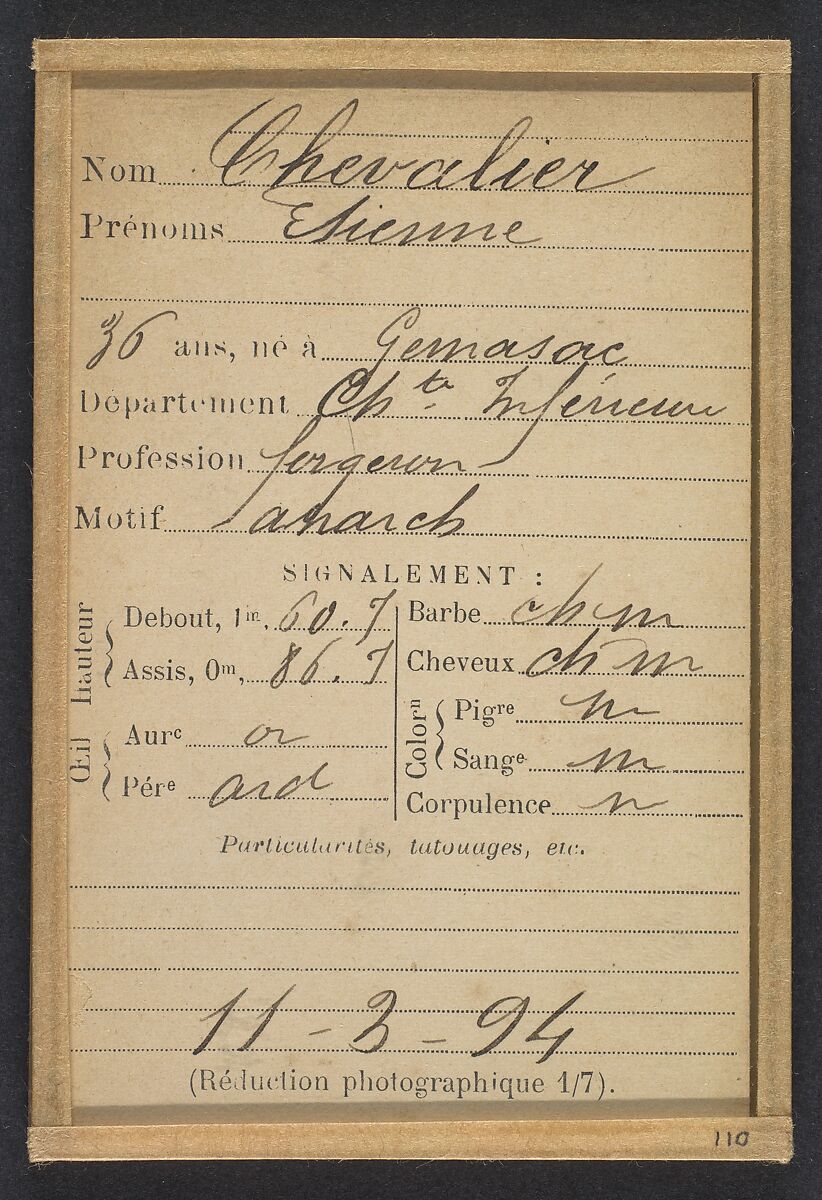 Nom Chevalier
Prénoms Etienne
36 ans, né à Gemasac
Département Ch te Inférieure
Profession forgeron
Motif anarch
SIGNALEMENT :
Hauteur
Debout, 1m, 60.7
Assis, 0m, 86.7
Œil
Aurc or
Pére ard
Barbe ch m
Cheveux ch m
Colorn
Pigre m
Sange m
Corpulence m
Particularités, tatouages, etc.
11-3-94
(Réduction photographique 1/7).
110